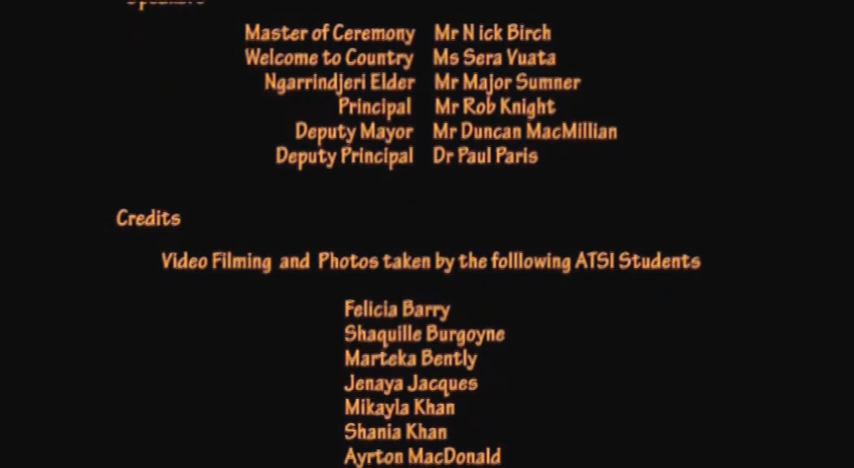 Speakers
Master of Ceremony Mr N ick Birch
Welcome to Country Ms Sera Vuata
Ngarrindjeri Elder Mr Major Sumner
Principal Mr Rob Knight
Deputy Mayor Mr Duncan MacMillian
Deputy Principal Dr Paul Paris
Credits
Video Filming and Photos taken by the folllowing ATSI Students
Felicia Barry
Shaquille Burgoyne
Marteka Bently
Jenaya Jacques
Mikayla Khan
Shania Khan
Ayrton MacDonald